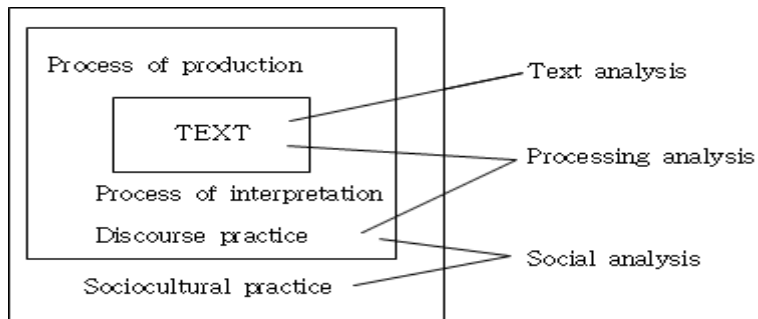 Process of production
Text analysis
TEXT
Processing analysis
Process of interpretation
Discourse practice
Social analysis
Sociocultural practice